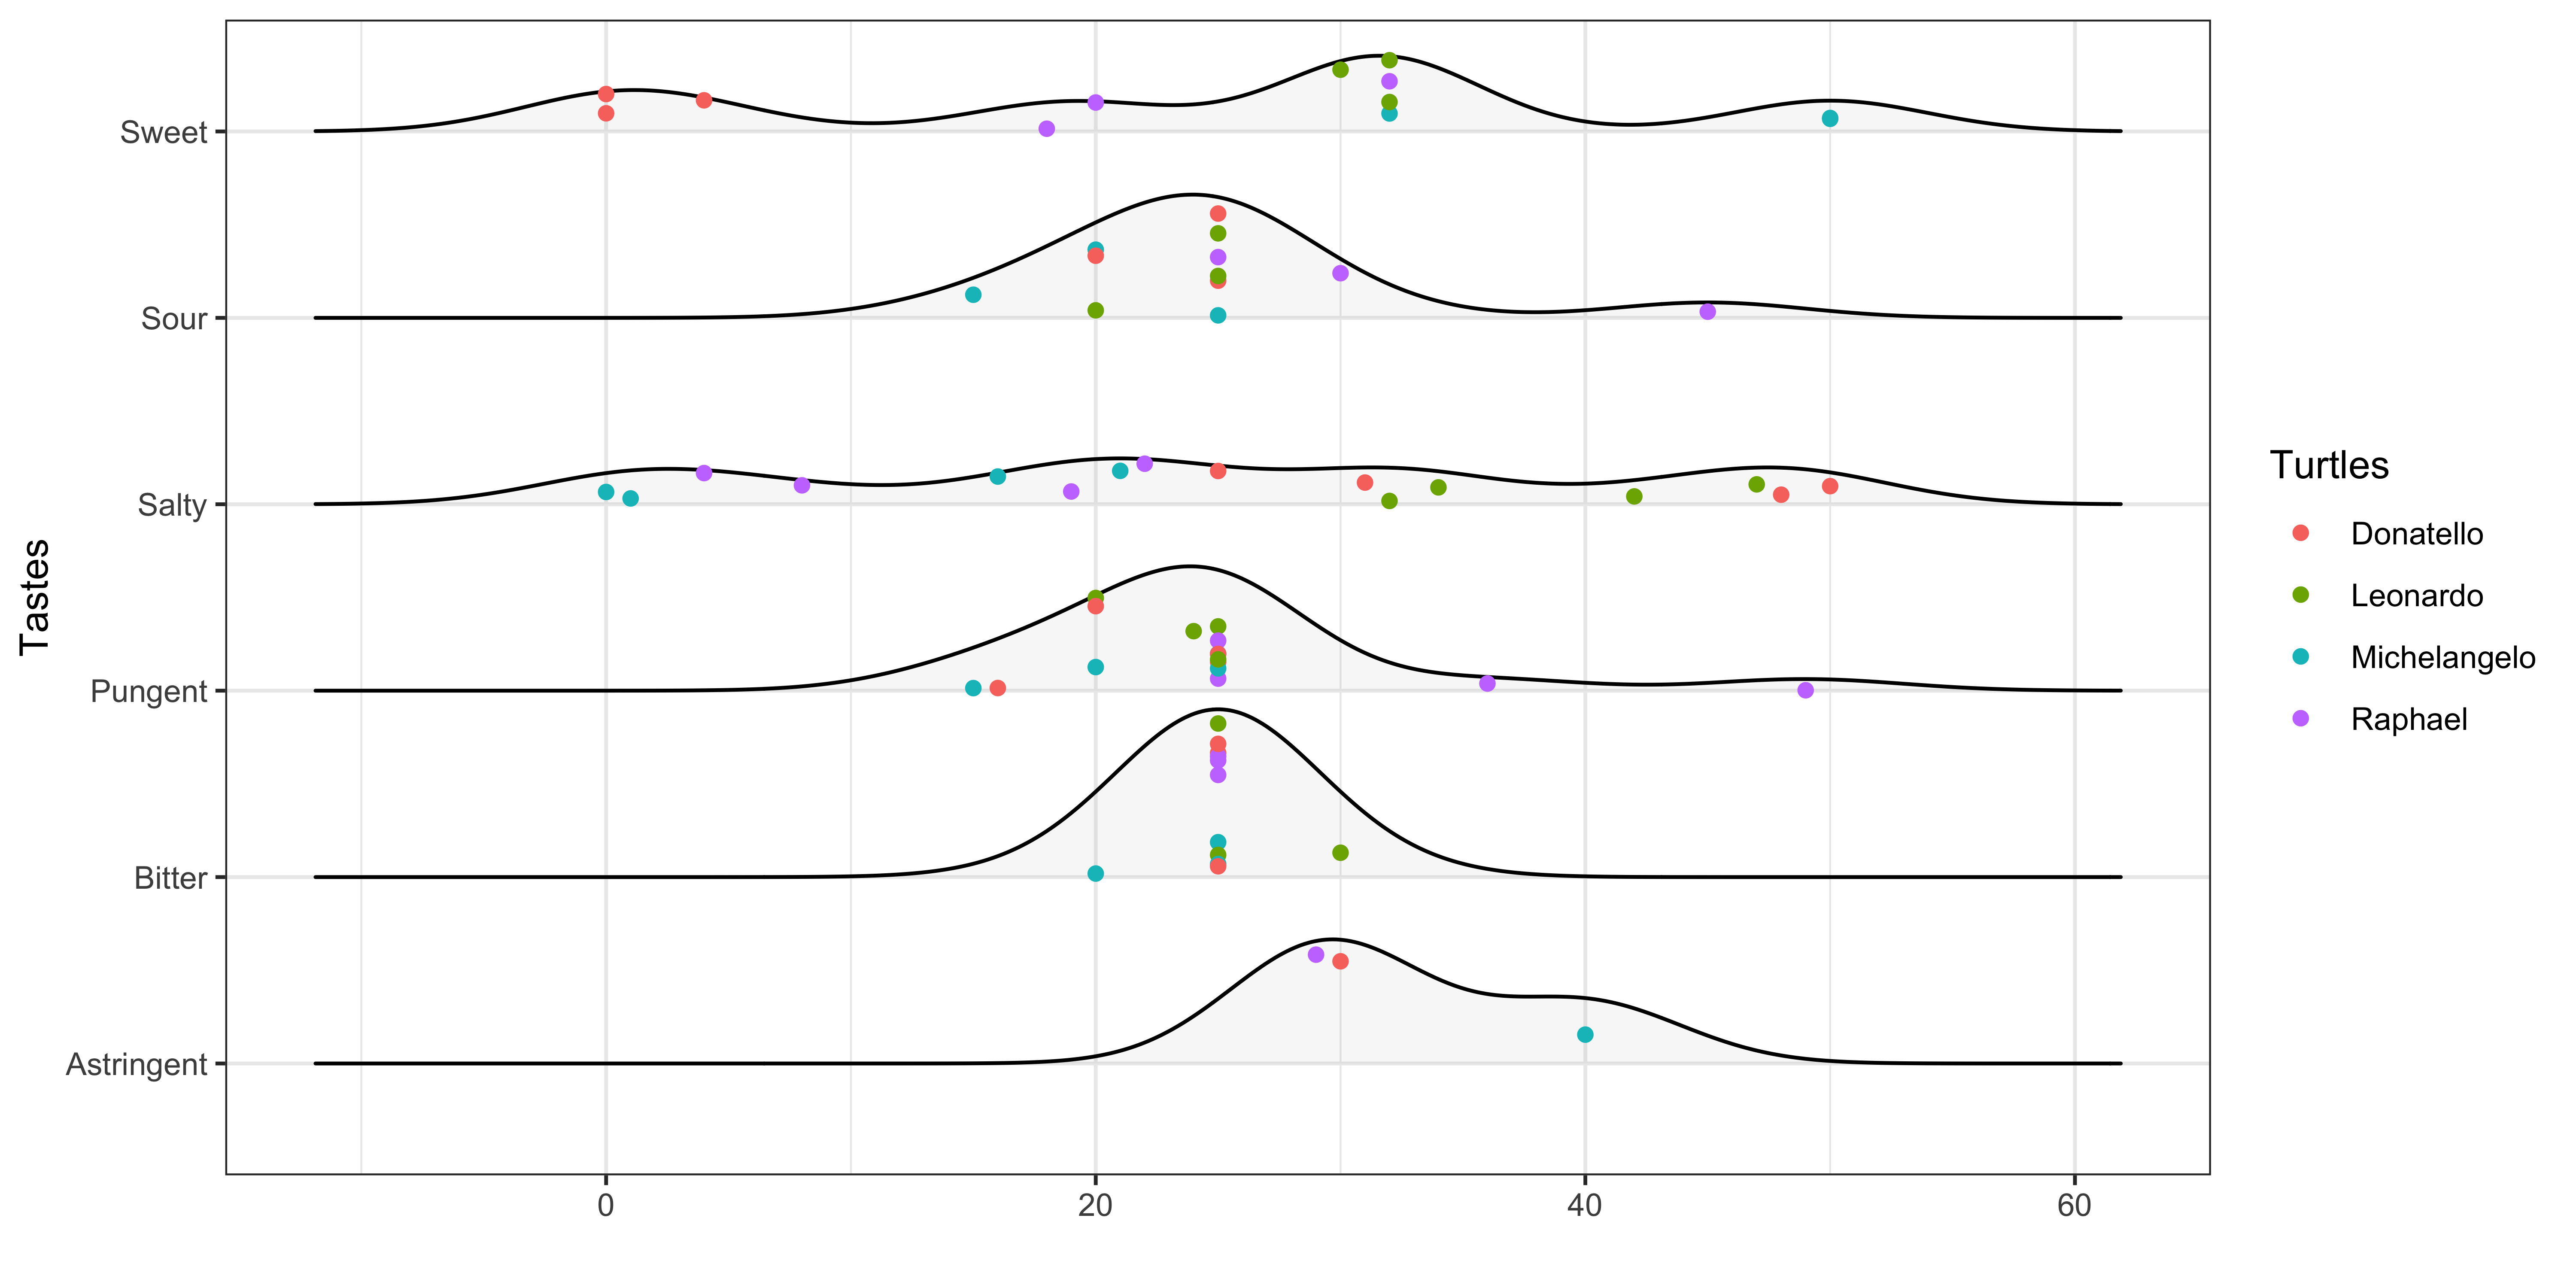 Tastes
Sweet
Sour
Salty
Pungent
Bitter
Astringent
0
20
40
60
Turtles
Donatello
Leonardo
Michelangelo
Raphael